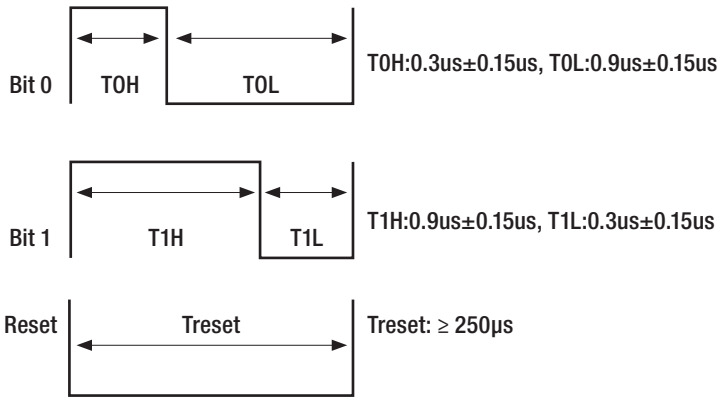 T0H:0.3us±0.15us, T0L:0.9us±0.15us
Bit 0 T0H T0L
T1H:0.9us±0.15us, T1L:0.3us±0.15us
Bit 1 T1H T1L
Reset Treset Treset: ≥ 250µs